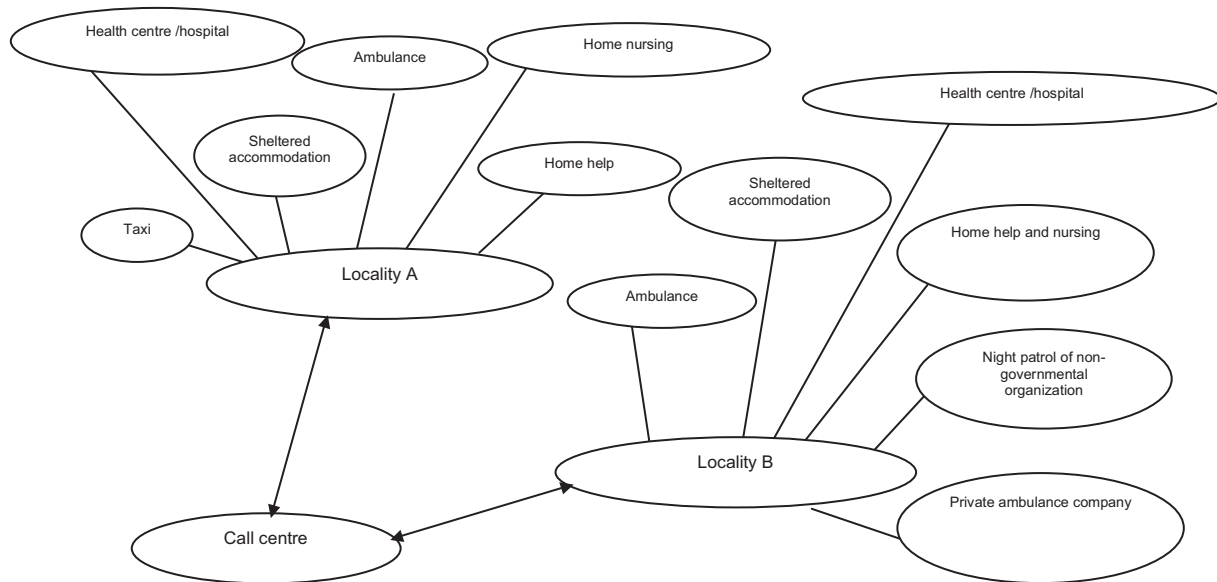 Health centre /hospital
Ambulance
Home nursing
Health centre /hospital
Sheltered
accommodation
Home help
Sheltered
accommodation
Taxi
Home help and nursing
Locality A
Ambulance
Night patrol of non-
governmental
organization
Locality B
Private ambulance company
Call centre